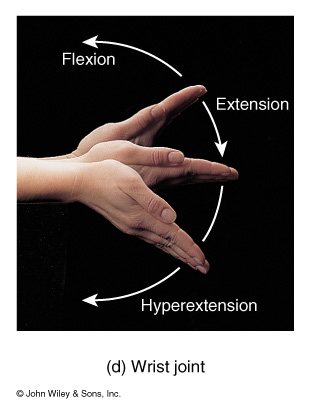 Flexion
Extension
Hyperextension
(d) Wrist joint
© John Wiley & Sons, Inc.